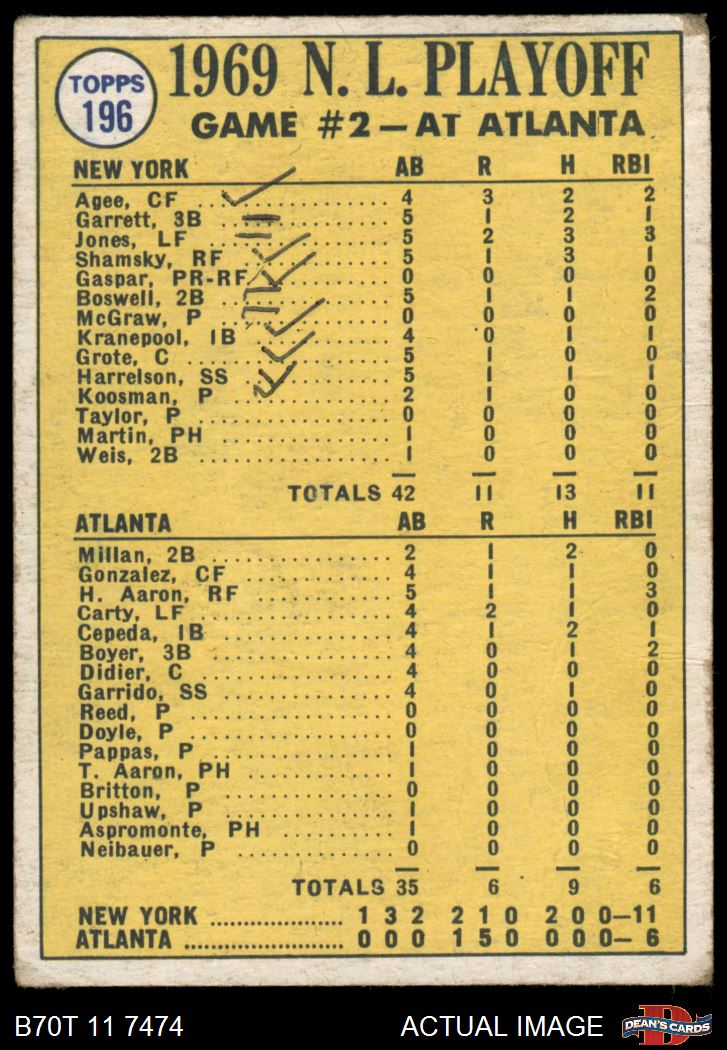 TOPPS
196
1969 N. L. PLAYOFF
GAME #2 — AT ATLANTA
NEW YORK AB R H RBI
Agee, CF .......... 4 3 2 2
Garrett, 3B .......... 5 1 2 1
Jones, LF .......... 5 2 3 3
Shamsky, RF .......... 5 1 3 1
Gaspar, PR-RF .......... 0 0 0 0
Boswell, 2B .......... 5 1 1 2
McGraw, P .......... 0 0 0 0
Kranepool, 1B .......... 4 0 1 1
Grote, C .......... 5 1 0 0
Harrelson, SS .......... 5 1 1 1
Koosman, P .......... 2 1 0 0
Taylor, P .......... 0 0 0 0
Martin, PH .......... 1 0 0 0
Weis, 2B .......... 1 0 0 0
TOTALS 42 11 13 11
ATLANTA AB R H RBI
Millan, 2B .......... 2 1 2 0
Gonzalez, CF .......... 4 1 1 0
H. Aaron, RF .......... 5 1 1 3
Carty, LF .......... 4 2 1 0
Cepeda, 1B .......... 4 1 2 1
Boyer, 3B .......... 4 0 1 2
Didier, C .......... 4 0 0 0
Garrido, SS .......... 4 0 1 0
Reed, P .......... 0 0 0 0
Doyle, P .......... 0 0 0 0
Pappas, P .......... 1 0 0 0
T. Aaron, PH .......... 1 0 0 0
Britton, P .......... 0 0 0 0
Upshaw, P .......... 1 0 0 0
Aspromonte, PH .......... 1 0 0 0
Neibauer, P .......... 0 0 0 0
TOTALS 35 6 9 6
NEW YORK .......... 1 3 2 2 1 0 2 0 0—11
ATLANTA .......... 0 0 0 1 5 0 0 0 0— 6
B70T 11 7474 ACTUAL IMAGE
D
DEAN'S CARDS